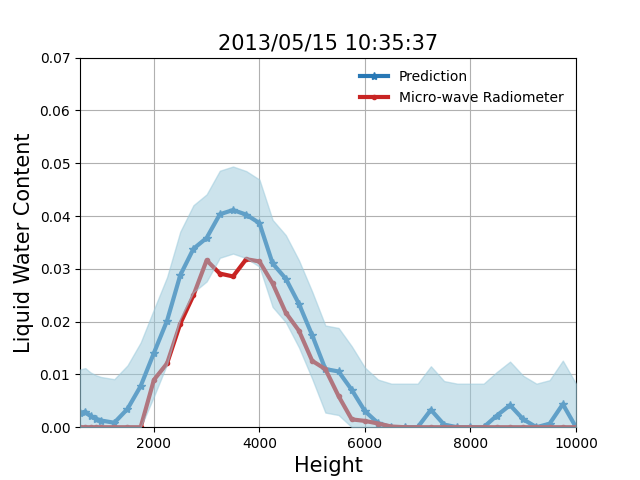 2013/05/15 10:35:37
0.07
0.06
0.05
0.04
0.03
0.02
0.01
0.00
Liquid Water Content
Prediction
Micro-wave Radiometer
2000 4000 6000 8000 10000
Height